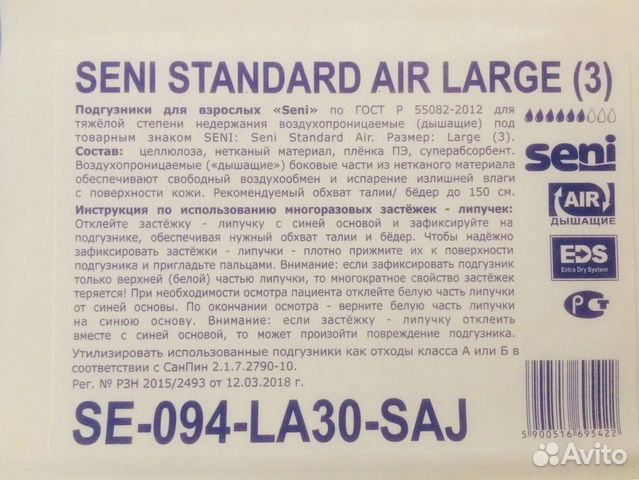 SENI STANDARD AIR LARGE (3)
Подгузники для взрослых «Seni» по ГОСТ Р 55082-2012 для
тяжёлой степени недержания воздухопроницаемые (дышащие) под
товарным знаком SENI: Seni Standard Air. Размер: Large (3).
Состав: целлюлоза, нетканый материал, плёнка ПЭ, суперабсорбент.
Воздухопроницаемые («дышащие») боковые части из нетканого материала
обеспечивают свободный воздухообмен и испарение излишней влаги
с поверхности кожи. Рекомендуемый обхват талии/ бёдер до 150 см.
seni
AIR
ДЫШАЩИЕ
EDS
Extra Dry System
РСТ
Инструкция по использованию многоразовых застёжек - липучек:
Отклейте застёжку - липучку с синей основой и зафиксируйте на
подгузнике, обеспечивая нужный обхват талии и бёдер. Чтобы надёжно
зафиксировать застёжки - липучки - плотно прижмите их к поверхности
подгузника и пригладьте пальцами. Внимание: если зафиксировать подгузник
только верхней (белой) частью липучки, то многократное свойство застёжек
теряется! При необходимости осмотра пациента отклейте белую часть липучки
от синей основы. По окончании осмотра - верните белую часть липучки
на синюю основу. Внимание: если застёжку - липучку отклеить
вместе с синей основой, то может произойти повреждение подгузника.
Утилизировать использованные подгузники как отходы класса А или Б в
соответствии с СанПин 2.1.7.2790-10.
Рег. № РЗН 2015/2493 от 12.03.2018 г.
SE-094-LA30-SAJ
5 900516 695422
Avito